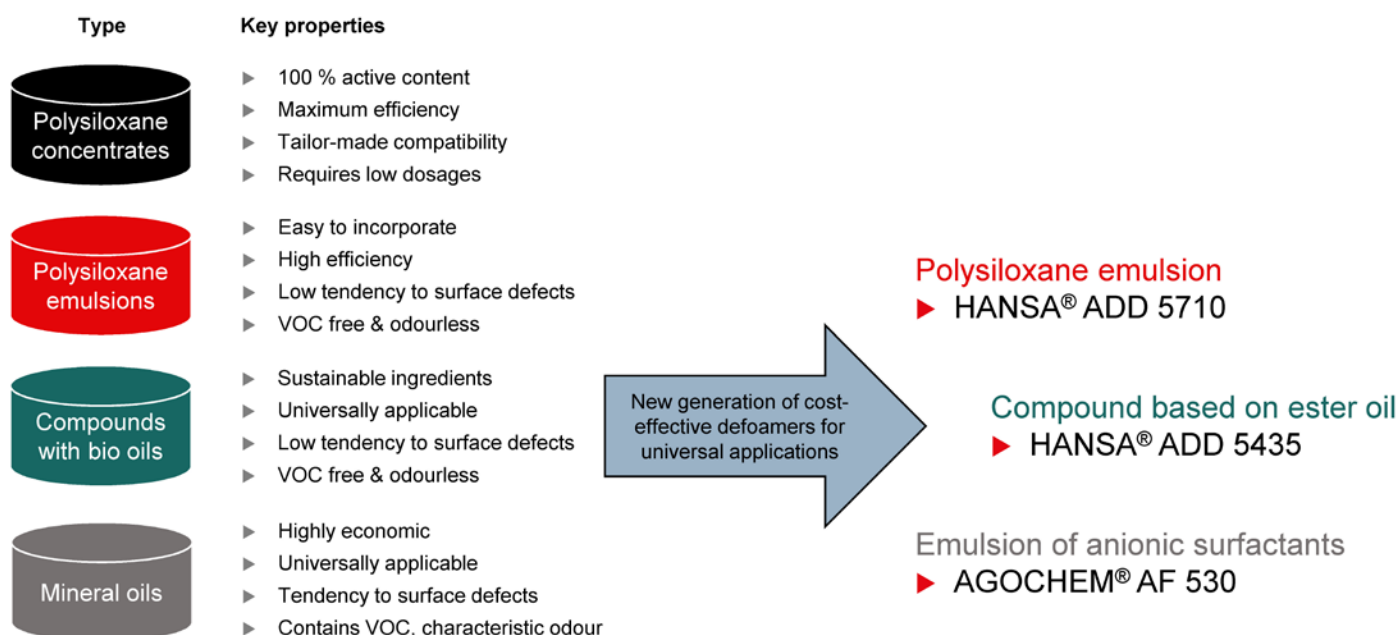 Type
Key properties
Polysiloxane
concentrates
100 % active content
Maximum efficiency
Tailor-made compatibility
Requires low dosages
Polysiloxane
emulsions
Easy to incorporate
High efficiency
Low tendency to surface defects
VOC free & odourless
Compounds
with bio oils
Sustainable ingredients
Universally applicable
Low tendency to surface defects
VOC free & odourless
Mineral oils
Highly economic
Universally applicable
Tendency to surface defects
Contains VOC, characteristic odour
New generation of cost-
effective defoamers for
universal applications
Polysiloxane emulsion
HANSA® ADD 5710
Compound based on ester oil
HANSA® ADD 5435
Emulsion of anionic surfactants
AGOCHEM® AF 530